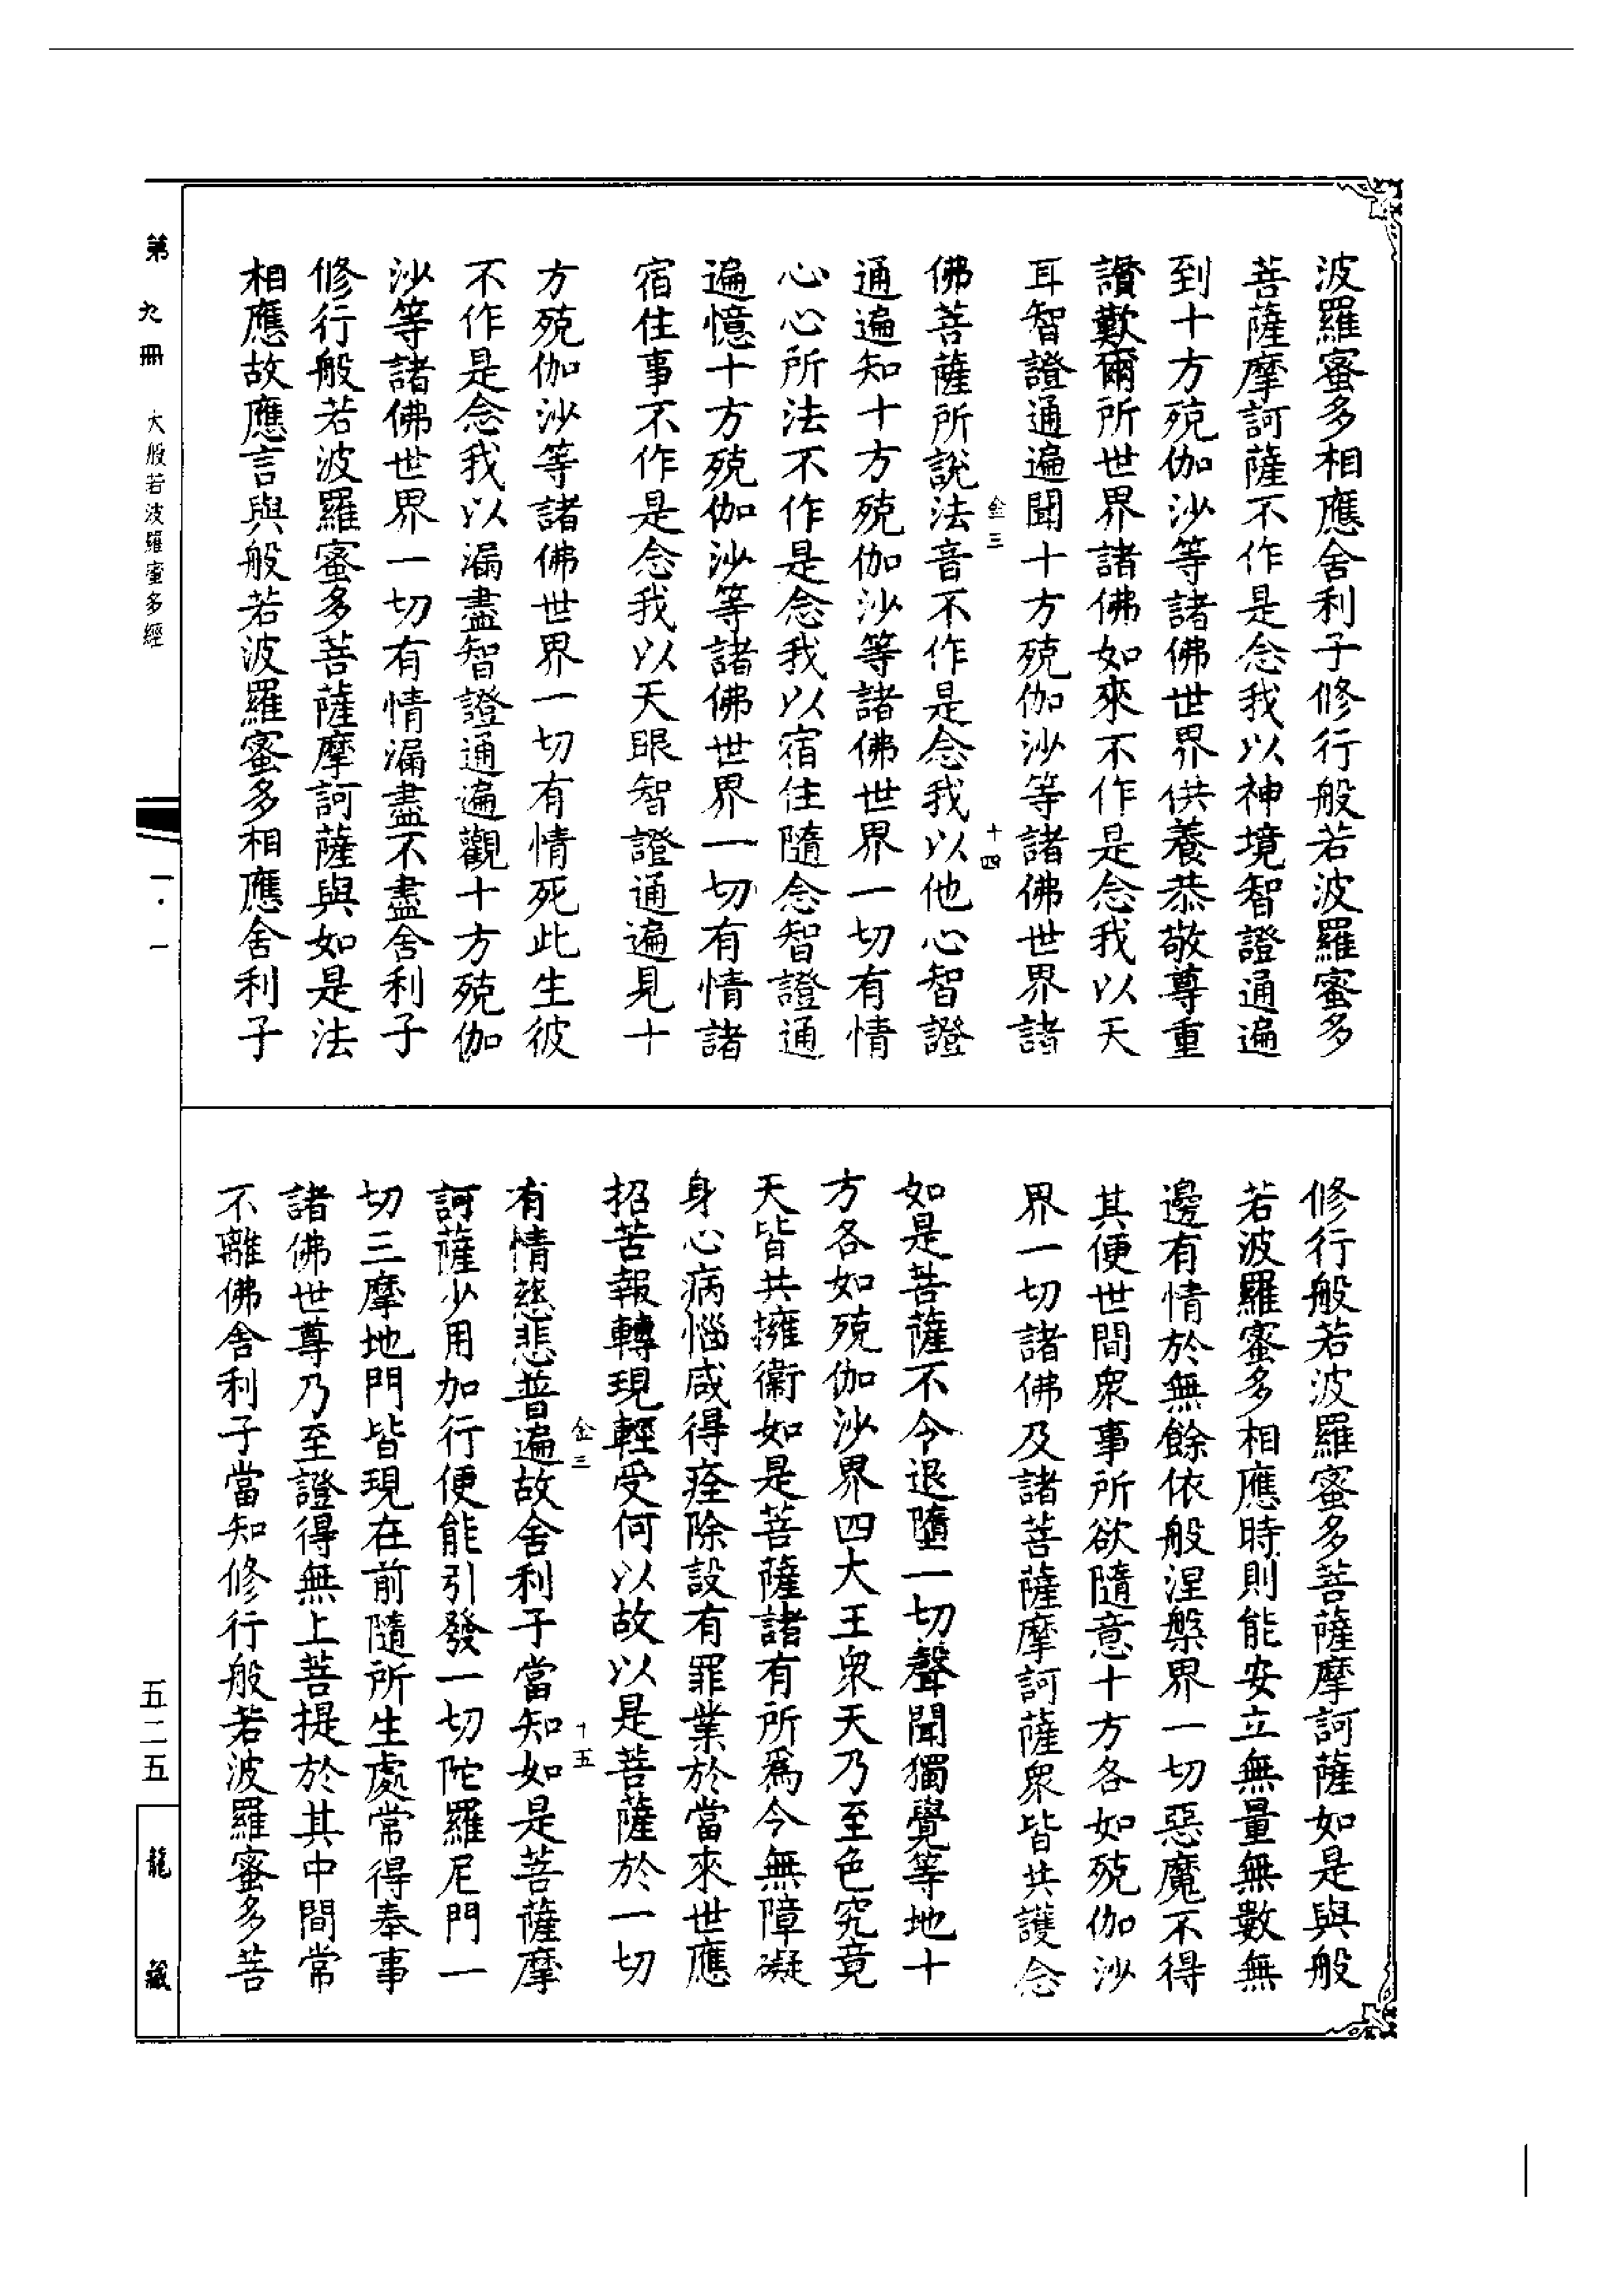 波羅蜜多相應舍利子修行般若波羅蜜多
菩薩摩訶薩不作是念我以神境智證通遍
到十方殑伽沙等諸佛世界供養恭敬尊重
讚歎爾所世界諸佛如來不作是念我以天
耳智證通遍聞十方殑伽沙等諸佛世界諸
金三 十四
佛菩薩所說法音不作是念我以他心智證
通遍知十方殑伽沙等諸佛世界一切有情
心心所法不作是念我以宿住隨念智證通
遍憶十方殑伽沙等諸佛世界一切有情諸
宿住事不作是念我以天眼智證通遍見十
方殑伽沙等諸佛世界一切有情死此生彼
不作是念我以漏盡智證通遍觀十方殑伽
沙等諸佛世界一切有情漏盡不盡舍利子
修行般若波羅蜜多菩薩摩訶薩與如是法
相應故應言與般若波羅蜜多相應舍利子
修行般若波羅蜜多菩薩摩訶薩如是與般
若波羅蜜多相應時則能安立無量無數無
邊有情於無餘依般涅槃界一切惡魔不得
其便世間眾事所欲隨意十方各如殑伽沙
界一切諸佛及諸菩薩摩訶薩眾皆共護念
如是菩薩不令退墮一切聲聞獨覺等地十
方各如殑伽沙界四大王眾天乃至色究竟
天皆共擁衛如是菩薩諸有所為令無障礙
身心病惱咸得痊除設有罪業於當來世應
招苦報轉現輕受何以故以是菩薩於一切
金三 十五
有情慈悲普遍故舍利子當知如是菩薩摩
訶薩少用加行便能引發一切陀羅尼門一
切三摩地門皆現在前隨所生處常得奉事
諸佛世尊乃至證得無上菩提於其中間常
不離佛舍利子當知修行般若波羅蜜多菩
第九冊 大般若波羅蜜多經 一·一 五二五 龍藏